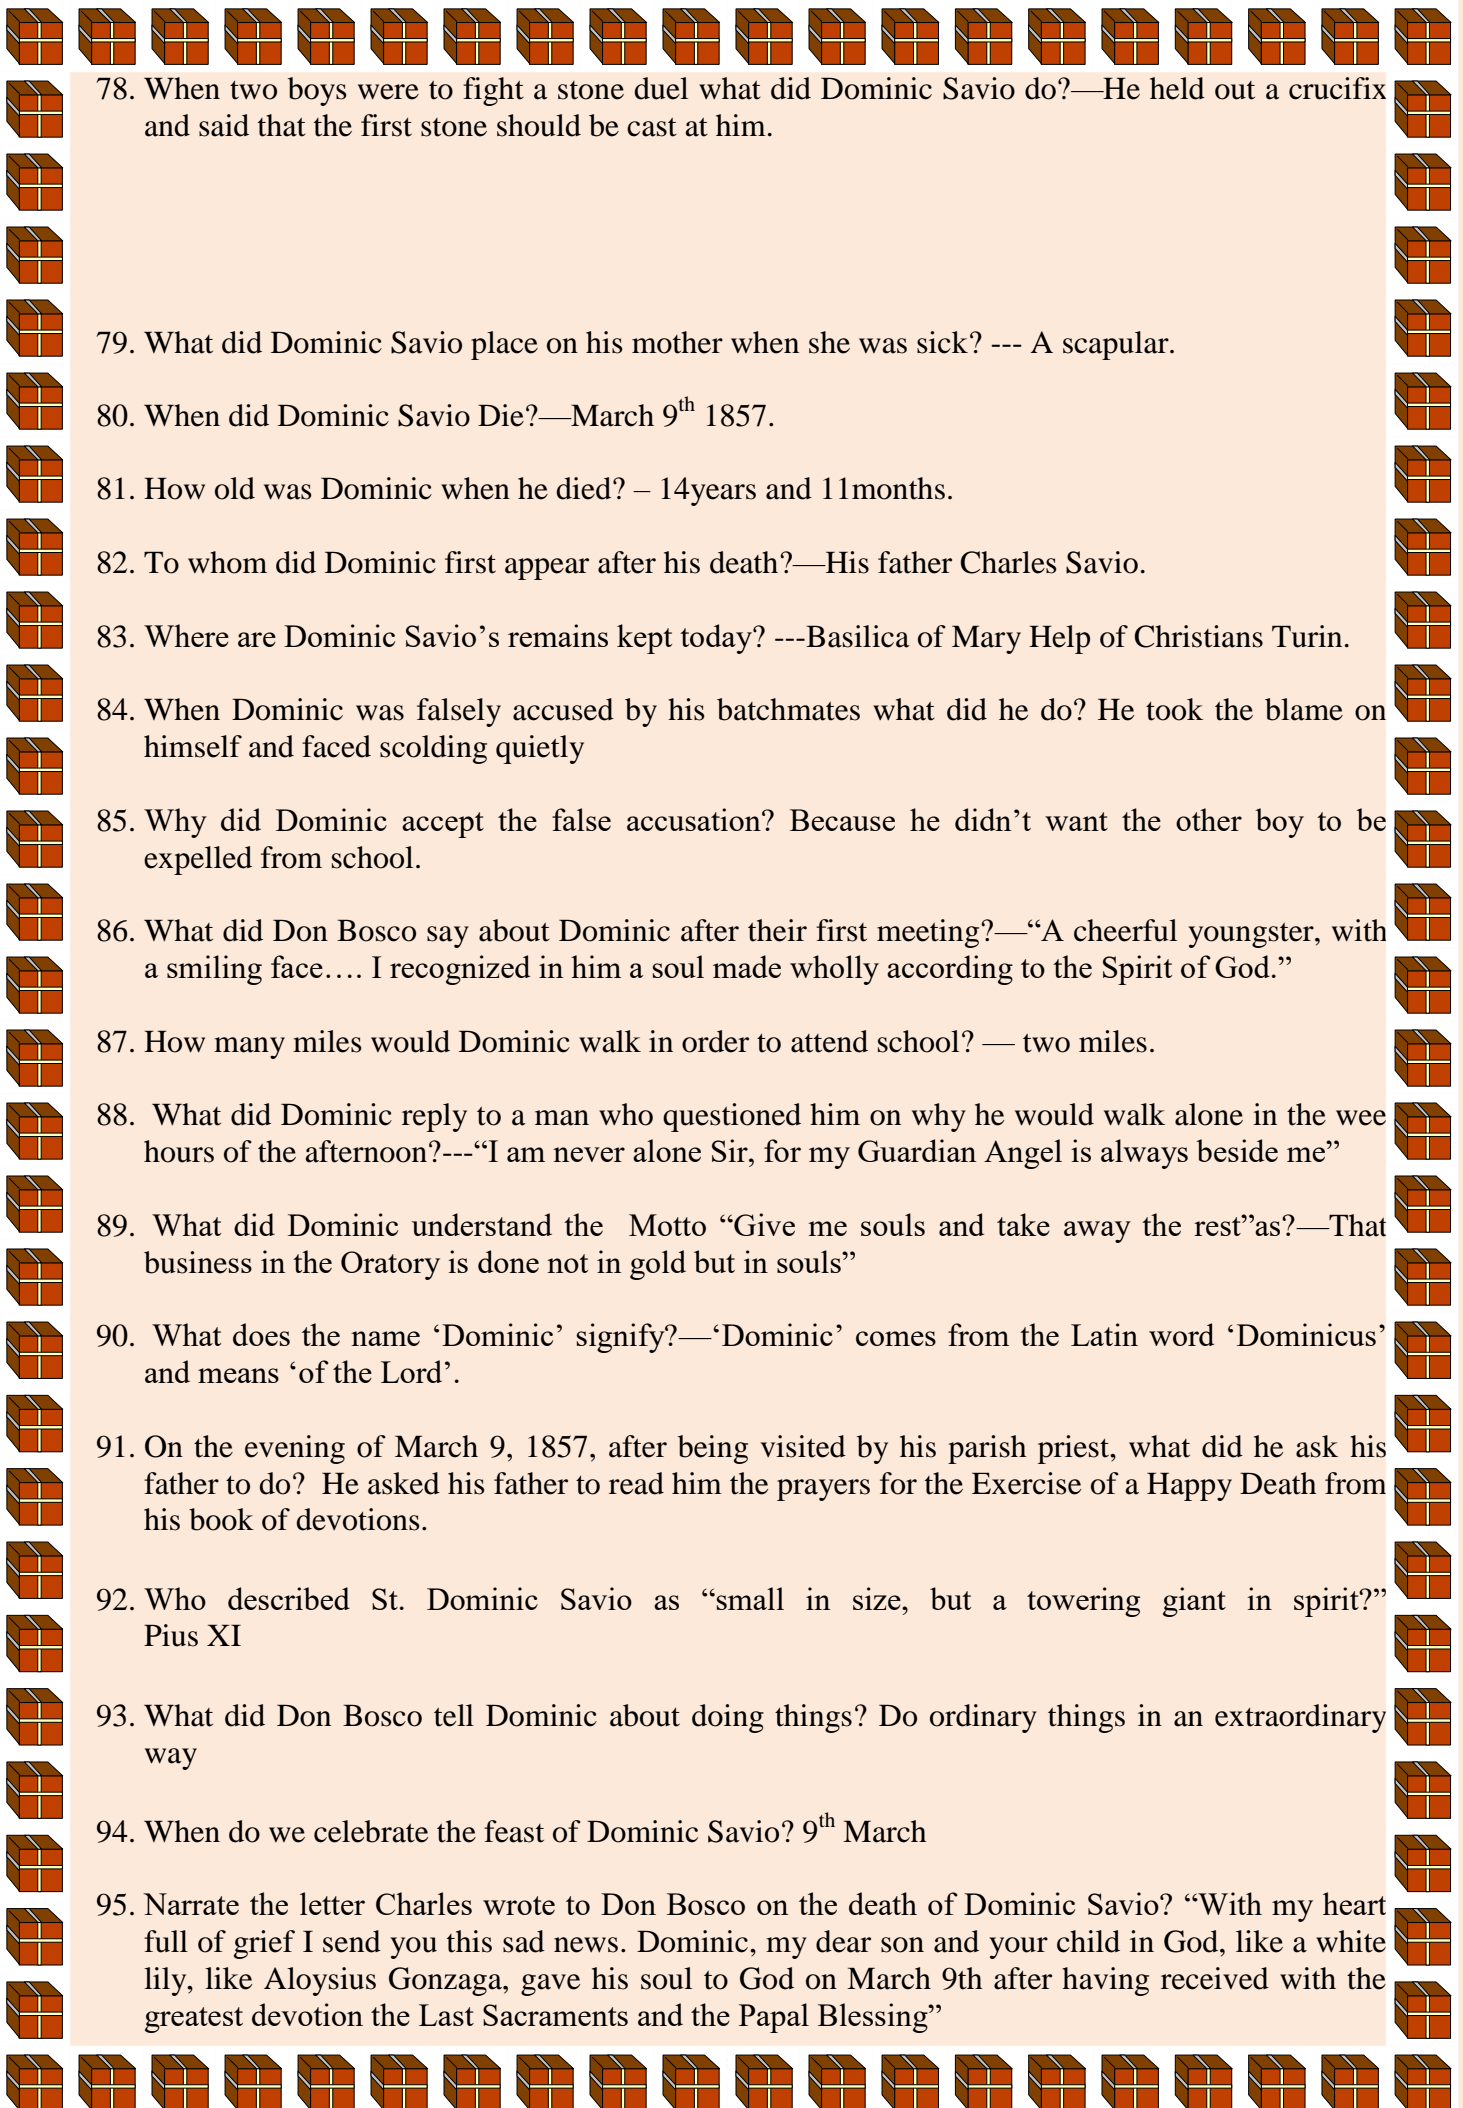 78. When two boys were to fight a stone duel what did Dominic Savio do?—He held out a crucifix
and said that the first stone should be cast at him.
79. What did Dominic Savio place on his mother when she was sick? --- A scapular.
80. When did Dominic Savio Die?—March 9th 1857.
81. How old was Dominic when he died? – 14years and 11months.
82. To whom did Dominic first appear after his death?—His father Charles Savio.
83. Where are Dominic Savio’s remains kept today? ---Basilica of Mary Help of Christians Turin.
84. When Dominic was falsely accused by his batchmates what did he do? He took the blame on
himself and faced scolding quietly
85. Why did Dominic accept the false accusation? Because he didn’t want the other boy to be
expelled from school.
86. What did Don Bosco say about Dominic after their first meeting?—“A cheerful youngster, with
a smiling face…. I recognized in him a soul made wholly according to the Spirit of God.”
87. How many miles would Dominic walk in order to attend school? — two miles.
88. What did Dominic reply to a man who questioned him on why he would walk alone in the wee
hours of the afternoon?---“I am never alone Sir, for my Guardian Angel is always beside me”
89. What did Dominic understand the Motto “Give me souls and take away the rest”as?—That
business in the Oratory is done not in gold but in souls”
90. What does the name ‘Dominic’ signify?—‘Dominic’ comes from the Latin word ‘Dominicus’
and means ‘of the Lord’.
91. On the evening of March 9, 1857, after being visited by his parish priest, what did he ask his
father to do? He asked his father to read him the prayers for the Exercise of a Happy Death from
his book of devotions.
92. Who described St. Dominic Savio as “small in size, but a towering giant in spirit?”
Pius XI
93. What did Don Bosco tell Dominic about doing things? Do ordinary things in an extraordinary
way
94. When do we celebrate the feast of Dominic Savio? 9th March
95. Narrate the letter Charles wrote to Don Bosco on the death of Dominic Savio? “With my heart
full of grief I send you this sad news. Dominic, my dear son and your child in God, like a white
lily, like Aloysius Gonzaga, gave his soul to God on March 9th after having received with the
greatest devotion the Last Sacraments and the Papal Blessing”